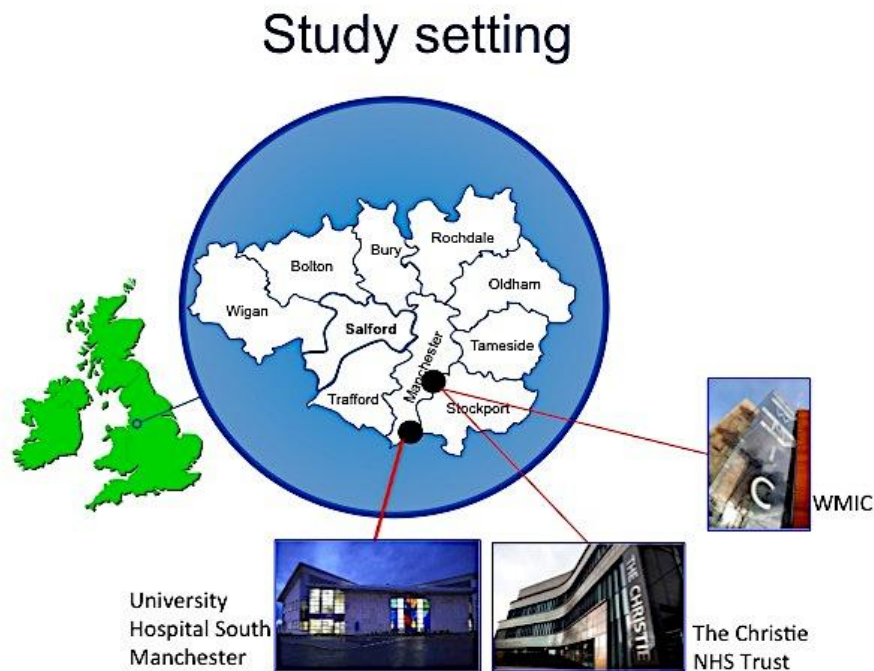 Study setting
Rochdale
Bury
Bolton
Oldham
Wigan
Salford
Manchester
Tameside
Trafford
Stockport
WMIC
WMIC
University
Hospital South
Manchester
THE CHRISTIE
The Christie
NHS Trust